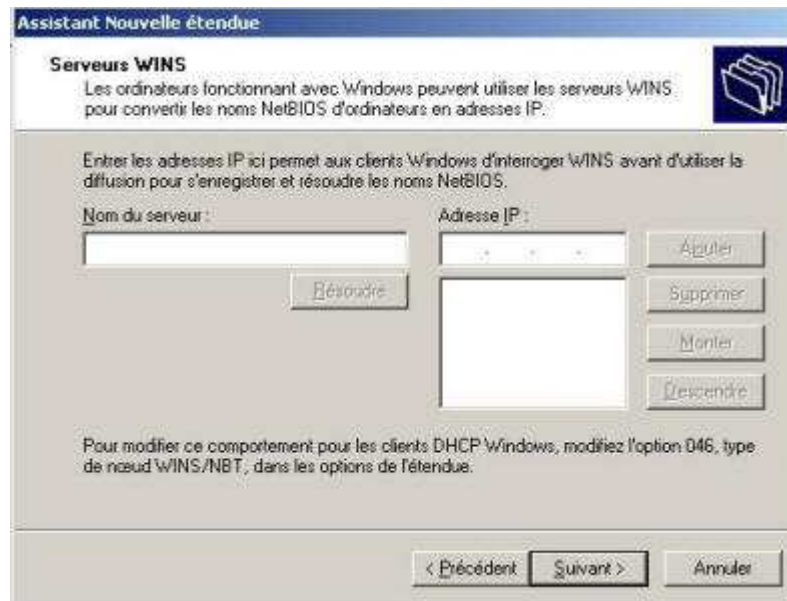 Assistant Nouvelle étendue
Serveurs WINS
Les ordinateurs fonctionnant avec Windows peuvent utiliser les serveurs WINS
pour convertir les noms NetBIOS d'ordinateurs en adresses IP.
Entrer les adresses IP ici permet aux clients Windows d'interroger WINS avant d'utiliser la
diffusion pour s'enregistrer et résoudre les noms NetBIOS.
Nom du serveur :
Adresse IP :
Ajouter
Résoudre
Supprimer
Monter
Descendre
Pour modifier ce comportement pour les clients DHCP Windows, modifiez l'option 046, type
de nœud WINS/NBT, dans les options de l'étendue.
< Précédent Suivant > Annuler